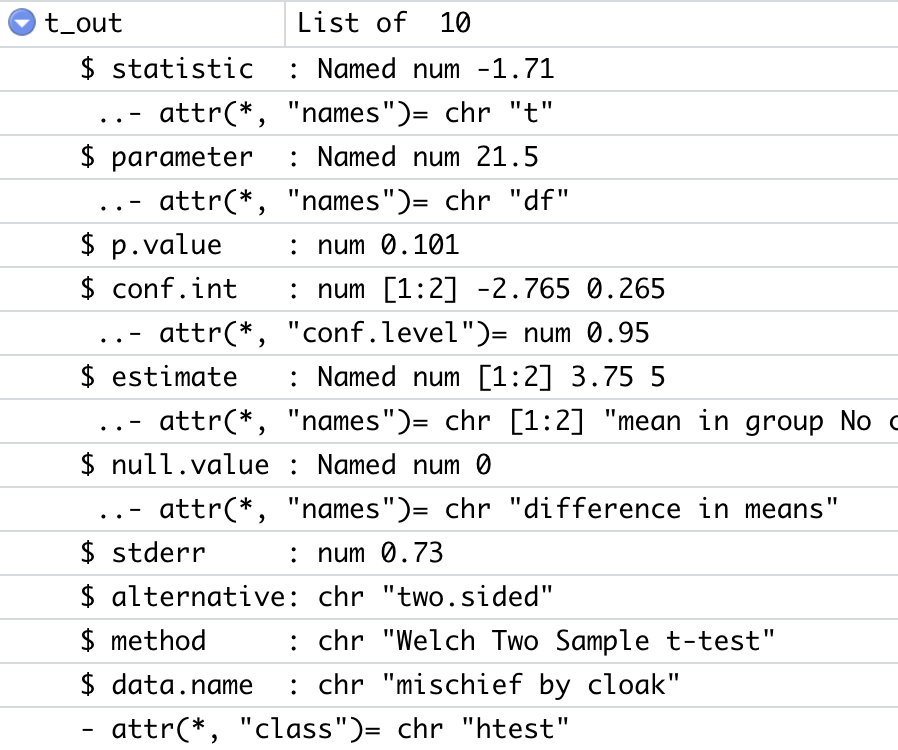 t_out List of  10
$ statistic  : Named num -1.71
..- attr(*, "names")= chr "t"
$ parameter  : Named num 21.5
..- attr(*, "names")= chr "df"
$ p.value    : num 0.101
$ conf.int   : num [1:2] -2.765 0.265
..- attr(*, "conf.level")= num 0.95
$ estimate   : Named num [1:2] 3.75 5
..- attr(*, "names")= chr [1:2] "mean in group No
$ null.value : Named num 0
..- attr(*, "names")= chr "difference in means"
$ stderr     : num 0.73
$ alternative: chr "two.sided"
$ method     : chr "Welch Two Sample t-test"
$ data.name  : chr "mischief by cloak"
- attr(*, "class")= chr "htest"